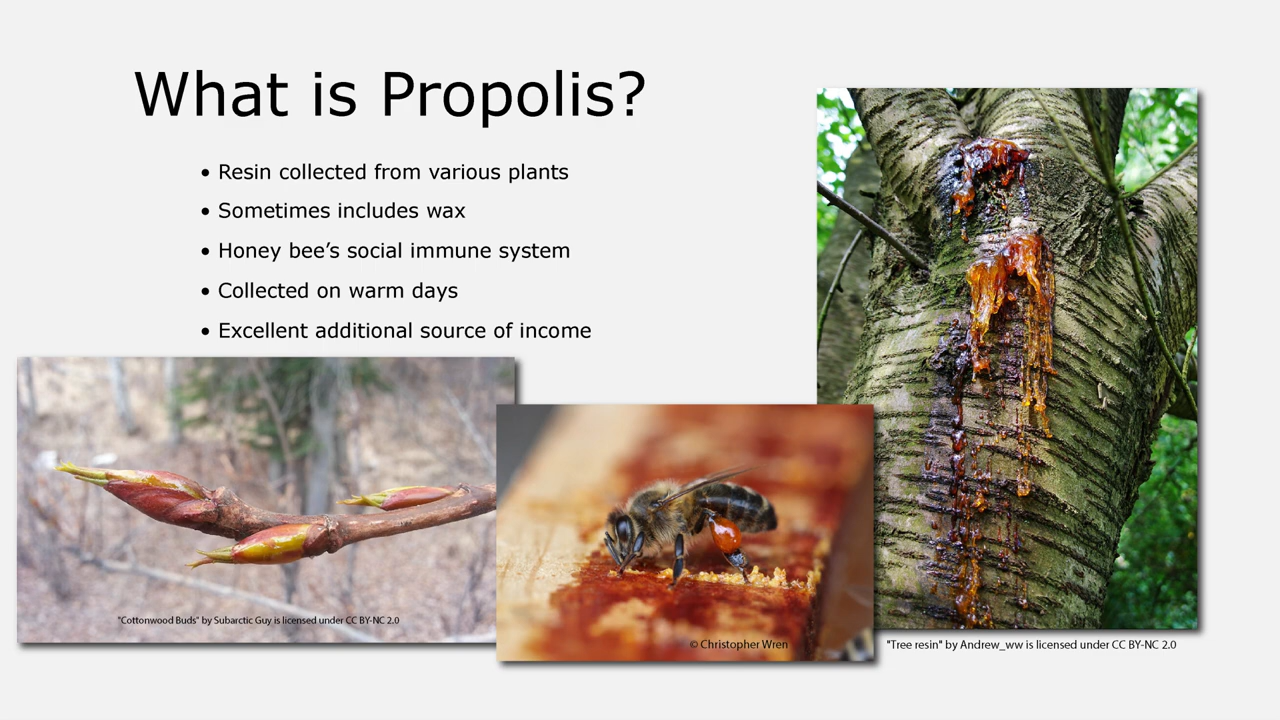 What is Propolis?
• Resin collected from various plants
• Sometimes includes wax
• Honey bee’s social immune system
• Collected on warm days
• Excellent additional source of income
"Cottonwood Buds" by Subarctic Guy is licensed under CC BY-NC 2.0
© Christopher Wren
"Tree resin" by Andrew_ww is licensed under CC BY-NC 2.0